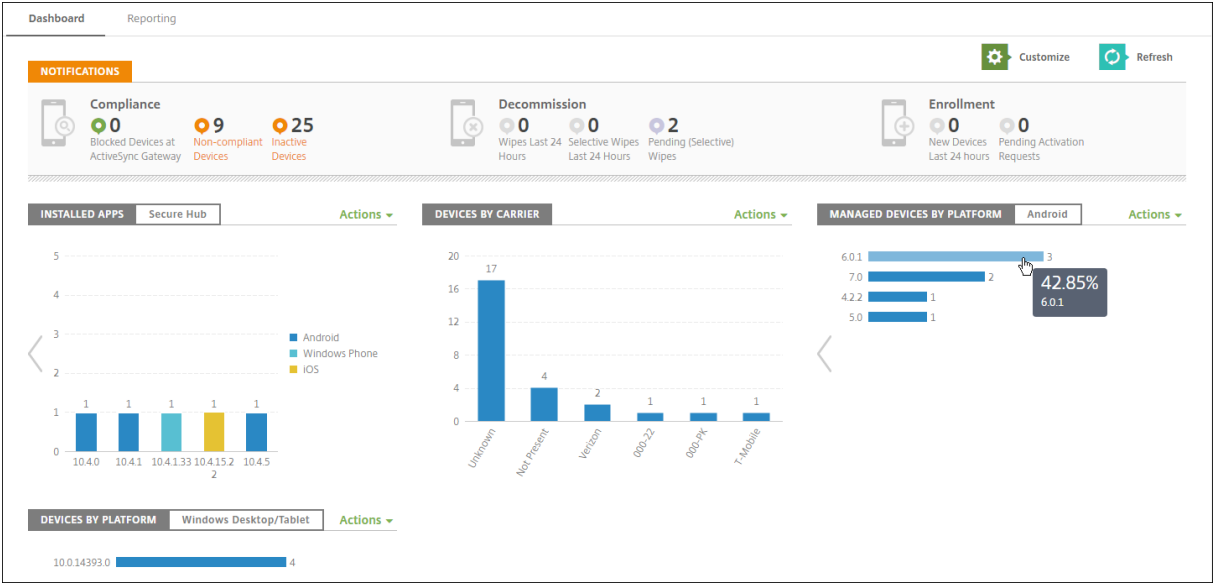 Dashboard Reporting
Customize Refresh
NOTIFICATIONS
Compliance
0 9 25
Blocked Devices at Non-compliant Inactive
ActiveSync Gateway Devices Devices
Decommission
0 0 2
Wipes Last 24 Selective Wipes Pending (Selective)
Hours Last 24 Hours Wipes
Enrollment
0 0
New Devices Pending Activation
Last 24 hours Requests
INSTALLED APPS Secure Hub Actions
5
4
3
2
1
0
1 1 1 1 1
10.4.0 10.4.1 10.4.1.33 10.4.15.2 10.4.5
2
Android
Windows Phone
iOS
DEVICES BY CARRIER Actions
20
16
12
8
4
0
17 4 2 1 1 1
Unknown Not Present Verizon 000-22 000-PK T-Mobile
MANAGED DEVICES BY PLATFORM Android Actions
6.0.1 3
7.0 2
4.2.2 1
5.0 1
42.85%
6.0.1
DEVICES BY PLATFORM Windows Desktop/Tablet Actions
10.0.14393.0 4